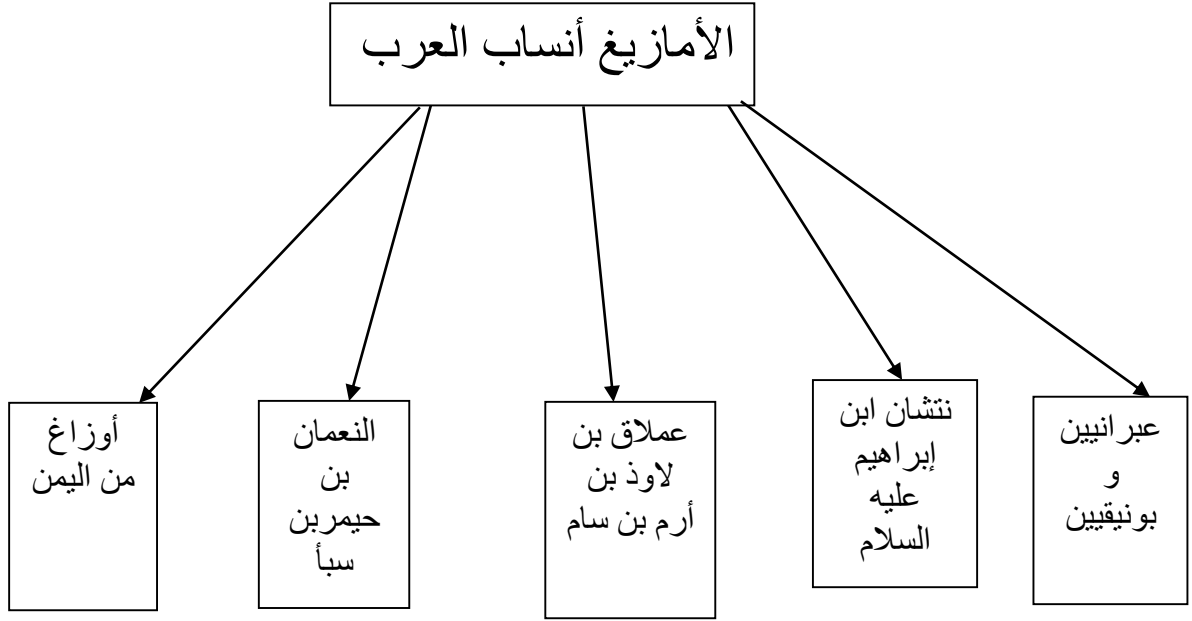 الأمازيغ أنساب العرب
عبرانيين
و
بونيقيين
نتشان ابن
إبراهيم
عليه
السلام
عملاق بن
لاوذ بن
أرم بن سام
النعمان
بن
حيمربن
سبأ
أوزاغ
من اليمن